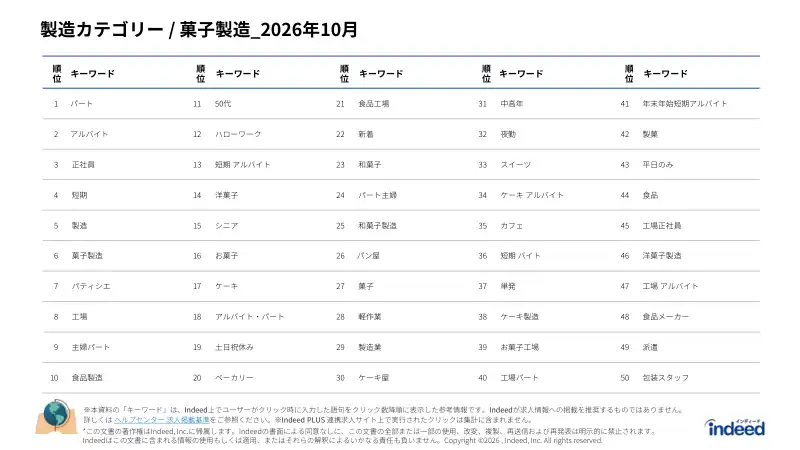 製造カテゴリー / 菓子製造_2026年10月
順位 キーワード 順位 キーワード 順位 キーワード 順位 キーワード 順位 キーワード
1 パート 11 50代 21 食品工場 31 中高年 41 年末年始短期アルバイト
2 アルバイト 12 ハローワーク 22 新着 32 夜勤 42 製菓
3 正社員 13 短期 アルバイト 23 和菓子 33 スイーツ 43 平日のみ
4 短期 14 洋菓子 24 パート主婦 34 ケーキ アルバイト 44 食品
5 製造 15 シニア 25 和菓子製造 35 カフェ 45 工場正社員
6 菓子製造 16 お菓子 26 パン屋 36 短期 バイト 46 洋菓子製造
7 パティシエ 17 ケーキ 27 菓子 37 単発 47 工場 アルバイト
8 工場 18 アルバイト・パート 28 軽作業 38 ケーキ製造 48 食品メーカー
9 主婦パート 19 土日祝休み 29 製造業 39 お菓子工場 49 派遣
10 食品製造 20 ベーカリー 30 ケーキ屋 40 工場パート 50 包装スタッフ
※本資料の「キーワード」は、Indeed上でユーザーがクリック時に入力した語句をクリック数降順に表示した参考情報です。Indeedが求人情報への掲載を推奨するものではありません。
詳しくは ヘルプセンター 求人掲載基準をご参照ください。※Indeed PLUS 連携求人サイト上で実行されたクリックは集計に含まれません。
*この文書の著作権はIndeed, Inc.に帰属します。Indeedの書面による同意なしに、この文書の全部または一部の使用、改変、複製、再送信および再発表は明示的に禁止されます。
Indeedはこの文書に含まれる情報の使用もしくは適用、またはそれらの解釈によるいかなる責任も負いません。Copyright ©2026 , Indeed, Inc. All rights reserved.
インディード
indeed